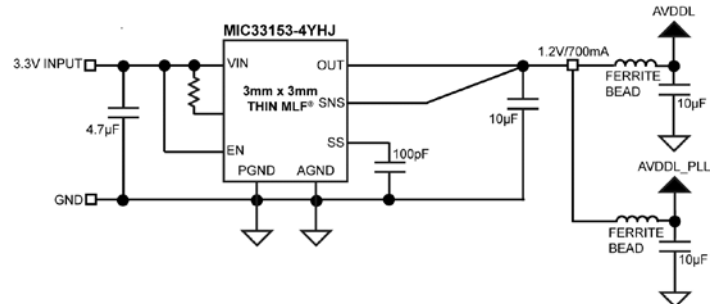 MIC33153-4YHJ
AVDDL
3.3V INPUT
VIN
OUT
1.2V/700mA
3mm x 3mm
THIN MLF®
SNS
FERRITE
BEAD
10µF
4.7µF
10µF
EN
SS
100pF
PGND
AGND
AVDDL_PLL
GND
FERRITE
BEAD
10µF